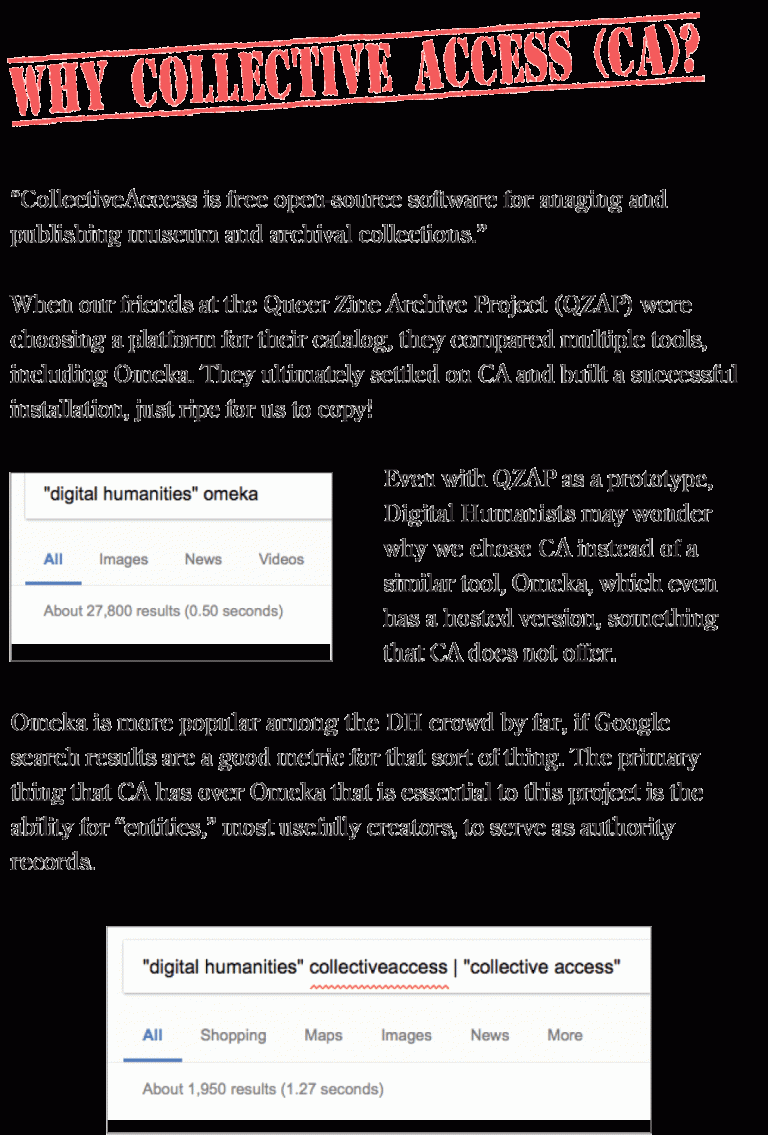 WHY COLLECTIVE ACCESS (CA)?
"CollectiveAccess is free open-source software for anaging and
publishing museum and archival collections."
When our friends at the Queer Zine Archive Project (QZAP) were
choosing a platform for their catalog, they compared multiple tools,
including Omeka. They ultimately settled on CA and built a successful
installation, just ripe for us to copy!
"digital humanities" omeka
All Images News Videos
About 27,800 results (0.50 seconds)
Even with QZAP as a prototype,
Digital Humanists may wonder
why we chose CA instead of a
similar tool, Omeka, which even
has a hosted version, something
that CA does not offer.
Omeka is more popular among the DH crowd by far, if Google
search results are a good metric for that sort of thing. The primary
thing that CA has over Omeka that is essential to this project is the
ability for "entities," most usefully creators, to serve as authority
records.
"digital humanities" collectiveaccess | "collective access"
All Shopping Maps Images News More
About 1,950 results (1.27 seconds)